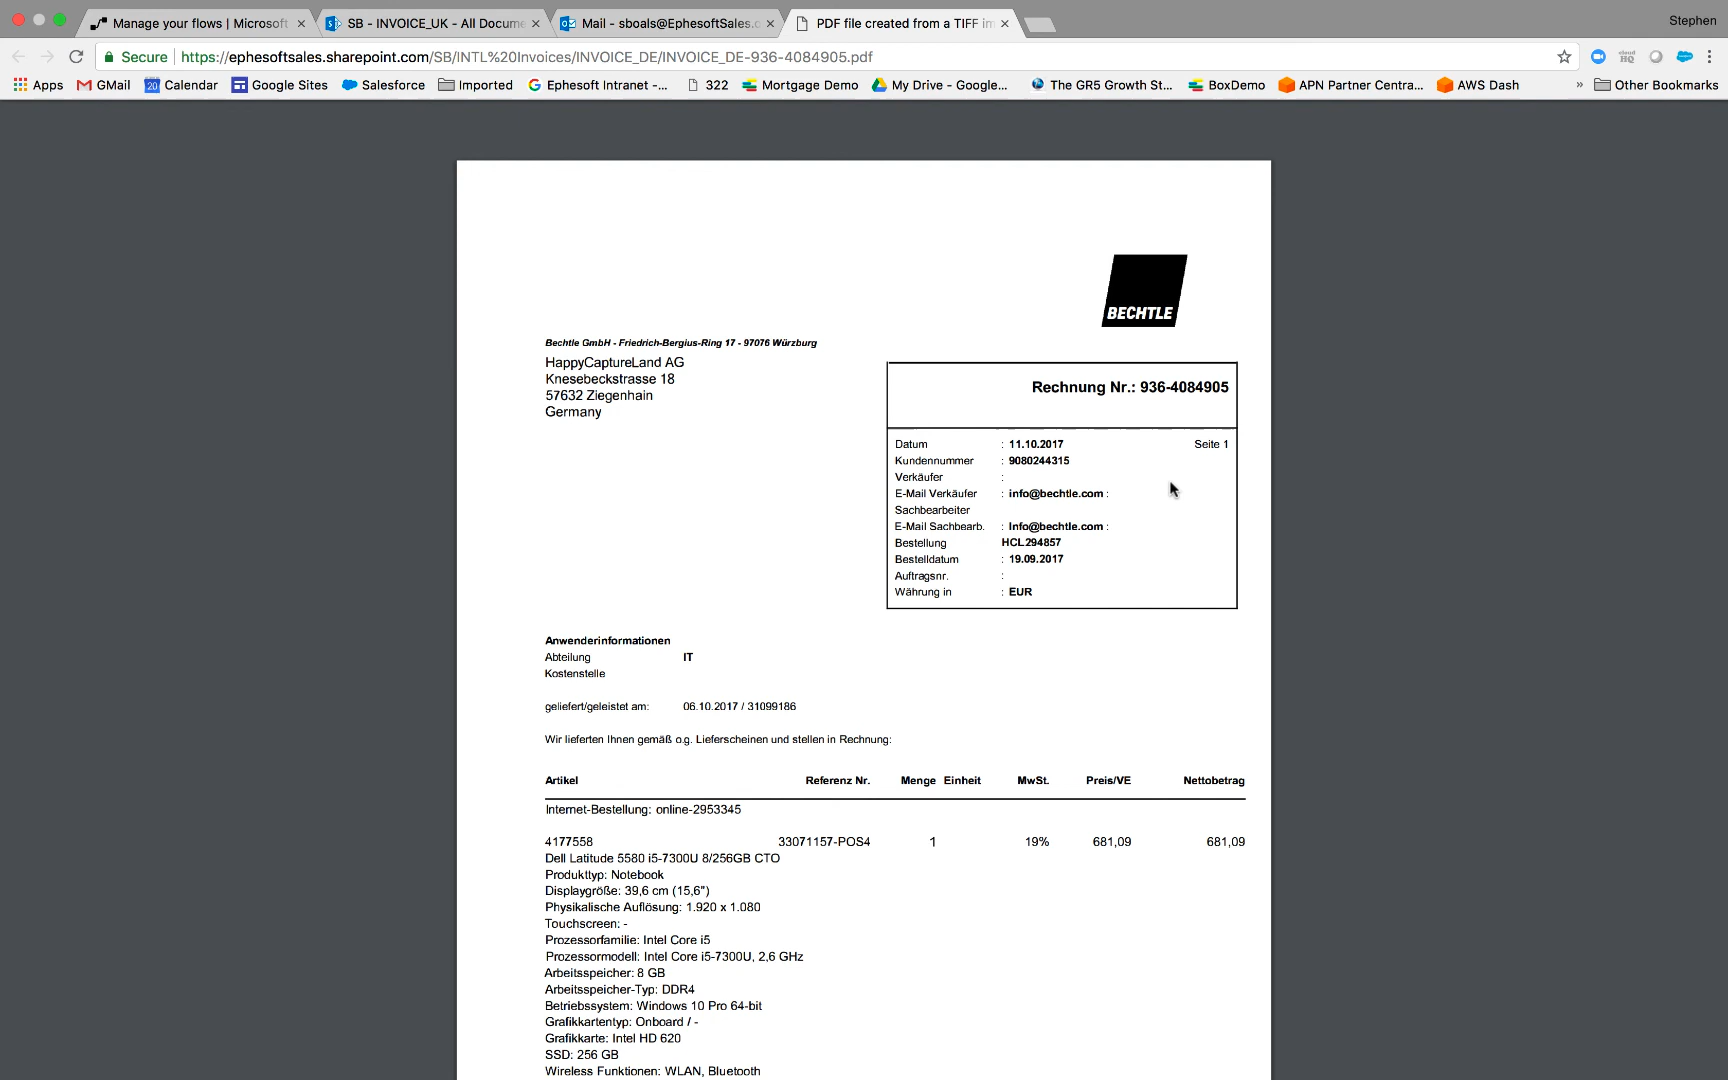 Manage your flows | Microsoft
SB - INVOICE_UK - All Docume
Mail - sboals@EphesoftSales.c
PDF file created from a TIFF im
Stephen
Secure
https://ephesoftsales.sharepoint.com/SB/INTL%20Invoices/INVOICE_DE/INVOICE_DE-936-4084905.pdf
Apps GMail 20 Calendar Google Sites Salesforce Imported Ephesoft Intranet -... 322 Mortgage Demo My Drive - Google... The GR5 Growth St... BoxDemo APN Partner Centra... AWS Dash » Other Bookmarks
BECHTLE
Bechtle GmbH - Friedrich-Bergius-Ring 17 - 97076 Würzburg
HappyCaptureLand AG
Knesebeckstrasse 18
57632 Ziegenhain
Germany
Rechnung Nr.: 936-4084905
Datum : 11.10.2017 Seite 1
Kundennummer : 9080244315
Verkäufer :
E-Mail Verkäufer : info@bechtle.com :
Sachbearbeiter
E-Mail Sachbearb. : Info@bechtle.com :
Bestellung HCL294857
Bestelldatum : 19.09.2017
Auftragsnr. :
Währung in : EUR
Anwenderinformationen
Abteilung IT
Kostenstelle
geliefert/geleistet am: 06.10.2017 / 31099186
Wir lieferten Ihnen gemäß o.g. Lieferscheinen und stellen in Rechnung:
Artikel Referenz Nr. Menge Einheit MwSt. Preis/VE Nettobetrag
Internet-Bestellung: online-2953345
4177558 33071157-POS4 1 19% 681,09 681,09
Dell Latitude 5580 i5-7300U 8/256GB CTO
Produkttyp: Notebook
Displaygröße: 39,6 cm (15,6")
Physikalische Auflösung: 1.920 x 1.080
Touchscreen: -
Prozessorfamilie: Intel Core i5
Prozessormodell: Intel Core i5-7300U, 2,6 GHz
Arbeitsspeicher: 8 GB
Arbeitsspeicher-Typ: DDR4
Betriebssystem: Windows 10 Pro 64-bit
Grafikkartentyp: Onboard / -
Grafikkarte: Intel HD 620
SSD: 256 GB
Wireless Funktionen: WLAN, Bluetooth